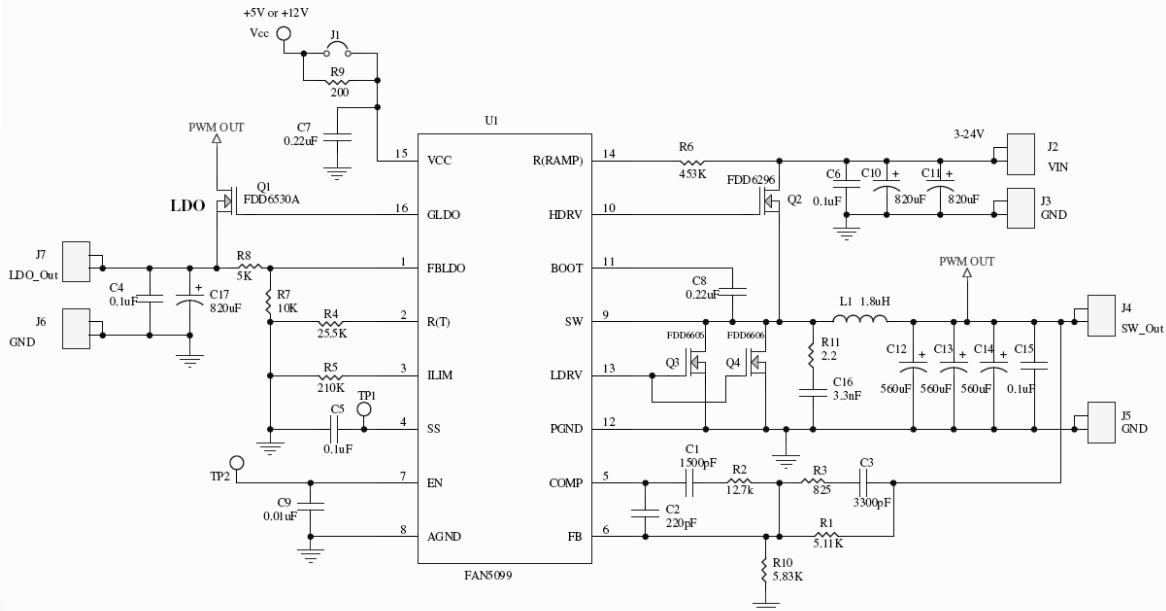 +5V or +12V
Vcc
J1
R9
200
C7
0.22uF
U1
PWM OUT
Q1
FDD6530A
LDO
J7
LDO_Out
R8
5K
C4
0.1uF
C17
820uF
+
R7
10K
J6
GND
R4
25.5K
R5
210K
C5
0.1uF
TP1
TP2
C9
0.01uF
15
VCC
16
GLDO
1
FBLDO
2
R(T)
3
ILIM
4
SS
7
EN
8
AGND
FAN5099
R(RAMP)
14
HDRV
10
BOOT
11
SW
9
LDRV
13
PGND
12
COMP
5
FB
6
R6
453K
FDD6296
Q2
3-24V
J2
VIN
C6
0.1uF
C10
+
820uF
C11
+
820uF
J3
GND
C8
0.22uF
PWM OUT
L1 1.8uH
J4
SW_Out
FDD6606
Q3
FDD6606
Q4
R11
2.2
C16
3.3nF
C12
+
560uF
C13
+
560uF
C14
+
560uF
C15
0.1uF
J5
GND
C1
1500pF
R2
12.7k
R3
825
C3
3300pF
C2
220pF
R1
5.11K
R10
5.83K